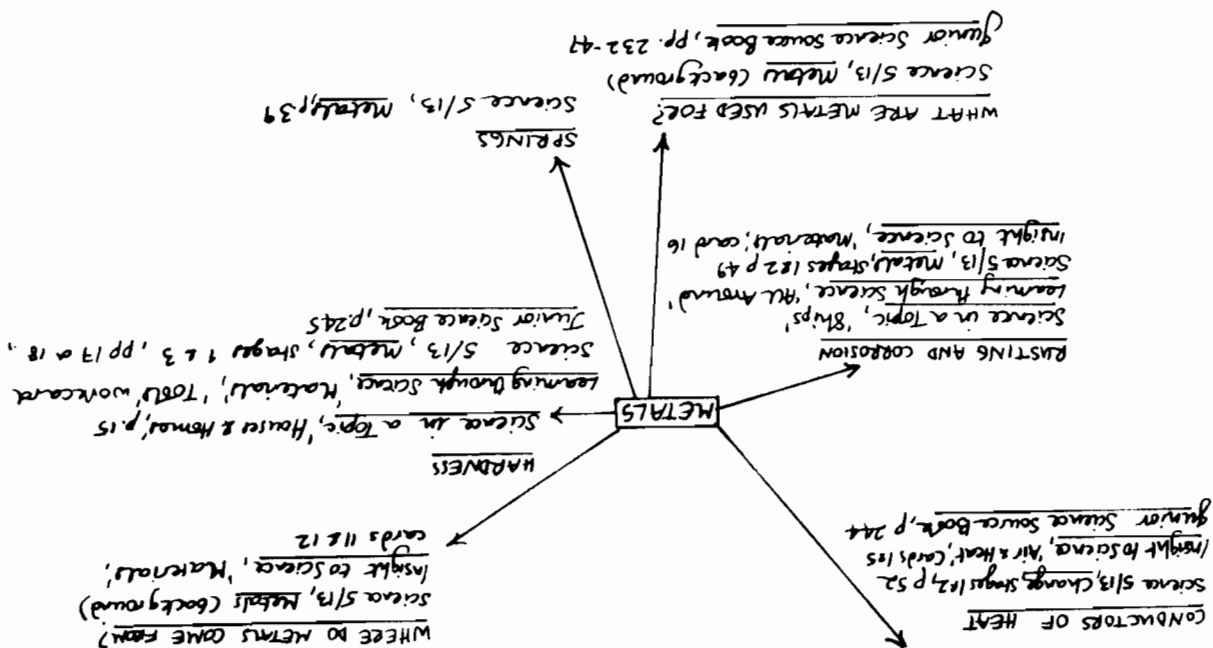 CONDUCTORS OF HEAT
Science 5/13, Change, Stages 1&2, p 52
Insight to Science, 'Air & Heat', Cards 1&5
Junior Science Source Book, p 244
WHERE DO METALS COME FROM?
Science 5/13, Metals (background)
Insight to Science, 'Materials',
cards 11 & 12
HARDNESS
Science in a Topic, 'Houses & Homes', p.15
Learning through Science, 'Materials', 'Tools' workcard
Science 5/13, Metals, Stages 1 & 3, pp 17 or 18,
Junior Science Book, p.245
METALS
RUSTING AND CORROSION
Science in a Topic, 'Ships'
Learning through Science, 'All Around'
Science 5/13, Metals, Stages 1&2 p 49
Insight to Science, 'Materials', card 16
SPRINGS
Science 5/13, Metals, p.39
WHAT ARE METALS USED FOR?
Science 5/13, Metals (background)
Junior Science Source Book, pp. 232-47